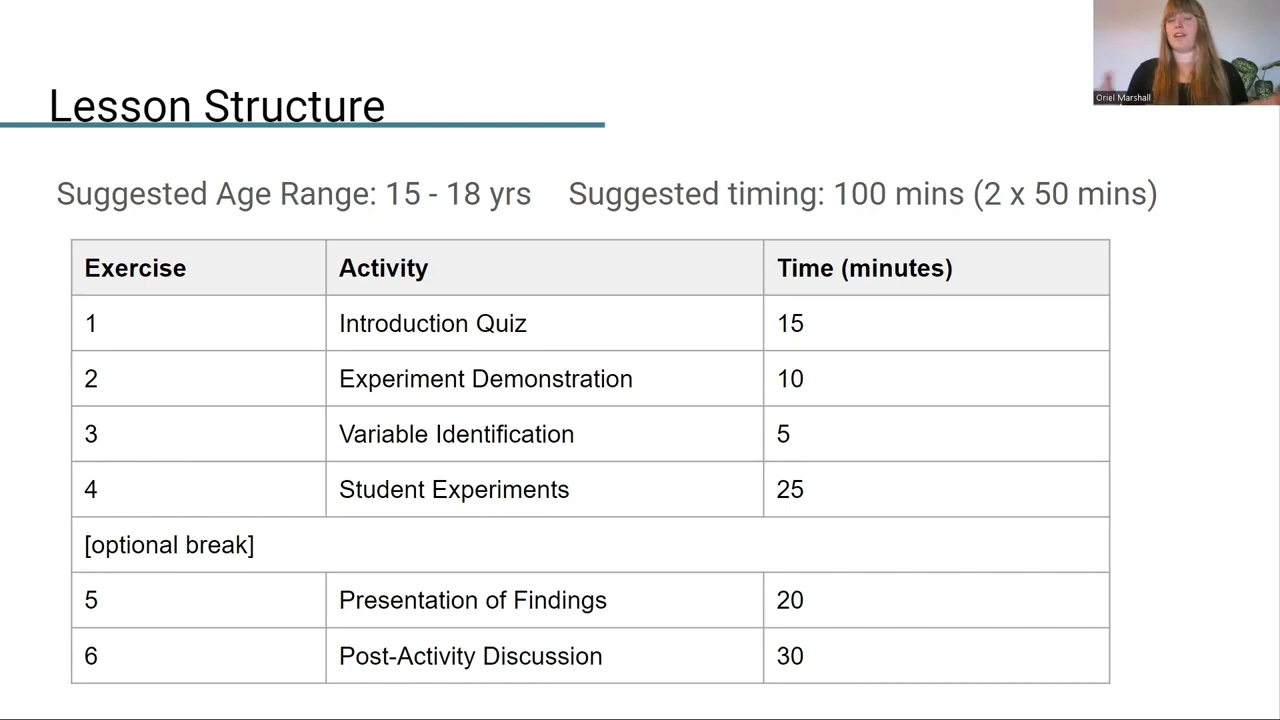 Lesson Structure
Oriel Marshall
Suggested Age Range: 15 - 18 yrs Suggested timing: 100 mins (2 x 50 mins)
Exercise Activity Time (minutes)
1 Introduction Quiz 15
2 Experiment Demonstration 10
3 Variable Identification 5
4 Student Experiments 25
[optional break]
5 Presentation of Findings 20
6 Post-Activity Discussion 30